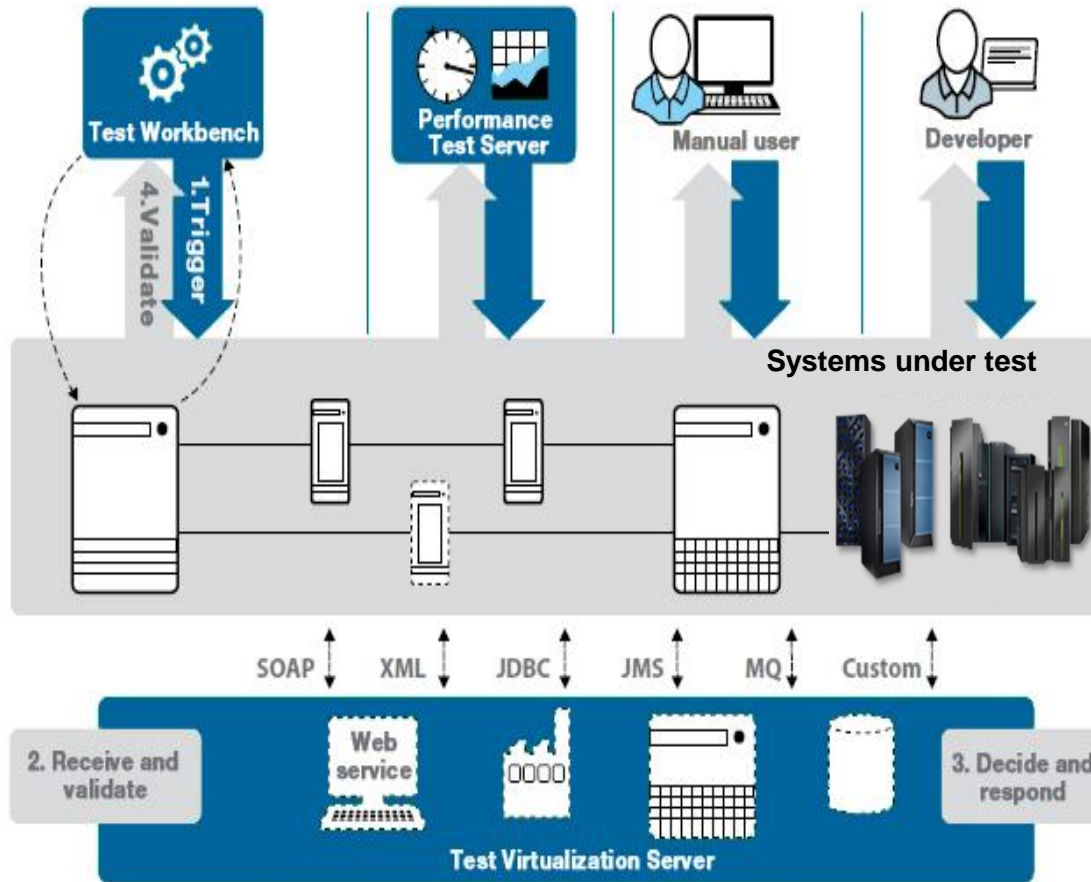 Test Workbench
Performance
Test Server
Manual user
Developer
4.Validate
1.Trigger
Systems under test
SOAP
XML
JDBC
JMS
MQ
Custom
2. Receive and
validate
Web
service
3. Decide and
respond
Test Virtualization Server